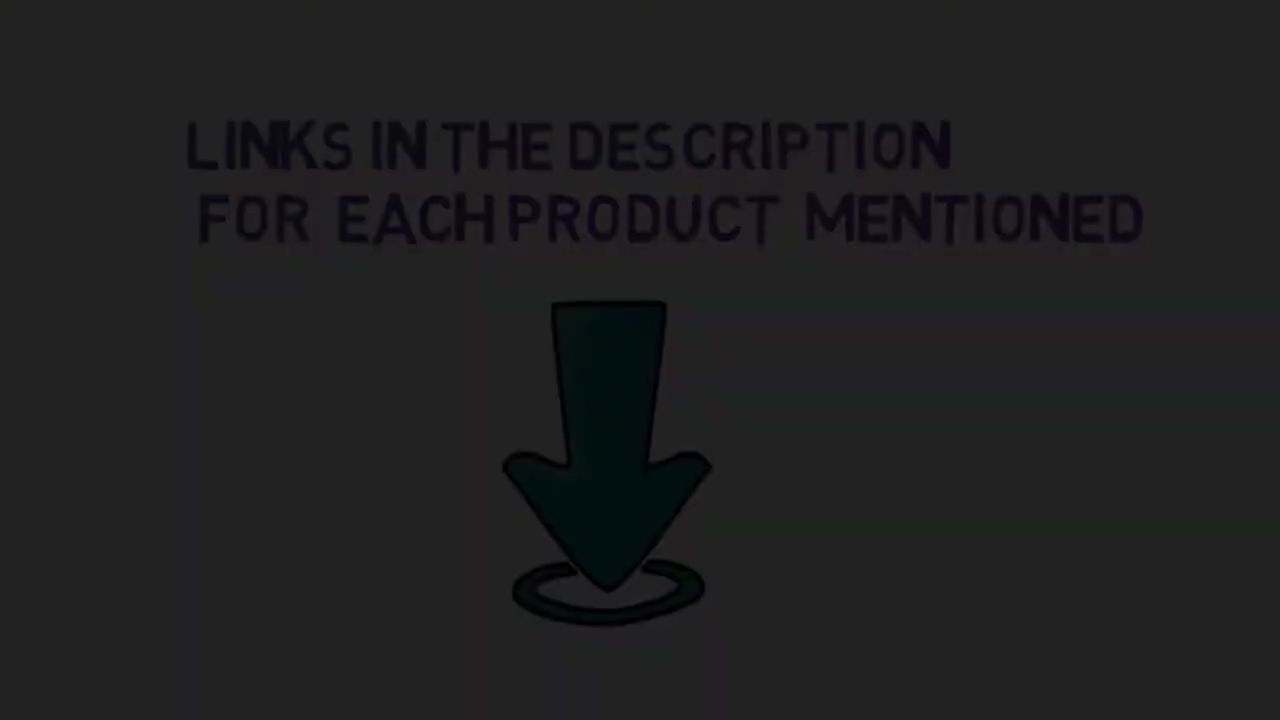 LINKS IN THE DESCRIPTION
FOR EACH PRODUCT MENTIONED